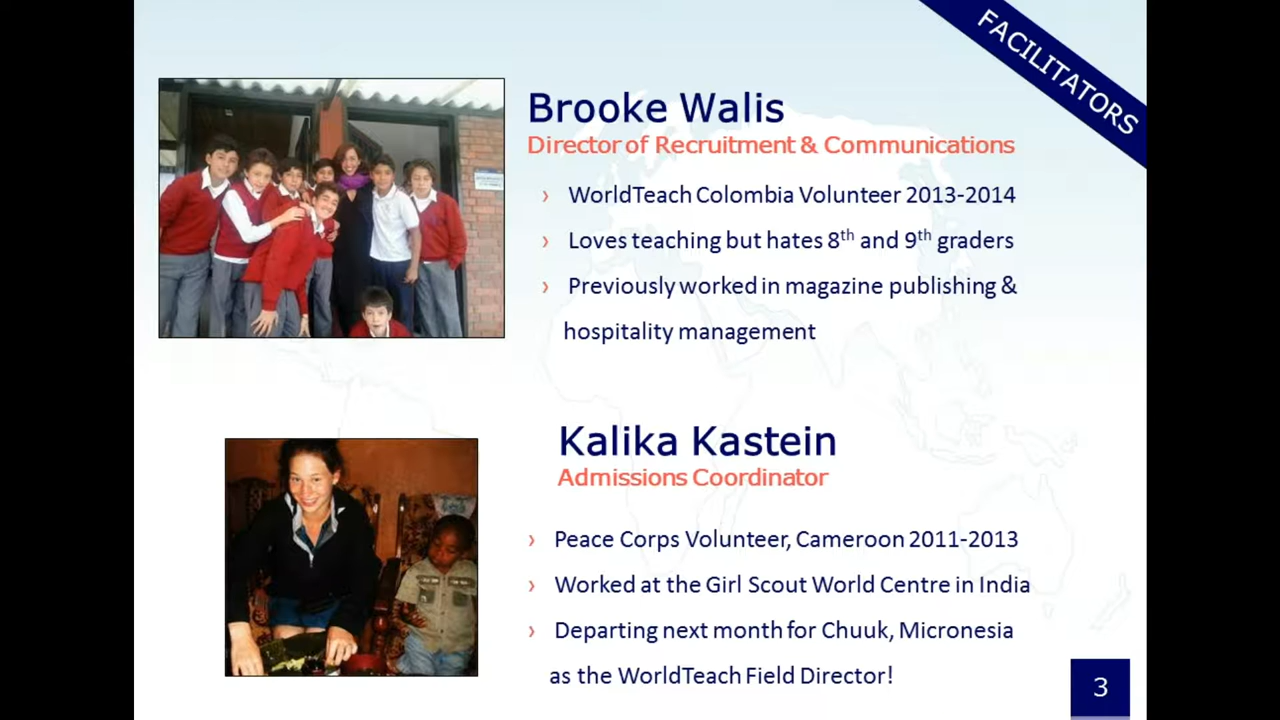 FACILITATORS
Brooke Walis
Director of Recruitment & Communications
› WorldTeach Colombia Volunteer 2013-2014
› Loves teaching but hates 8th and 9th graders
› Previously worked in magazine publishing &
hospitality management
Kalika Kastein
Admissions Coordinator
› Peace Corps Volunteer, Cameroon 2011-2013
› Worked at the Girl Scout World Centre in India
› Departing next month for Chuuk, Micronesia
as the WorldTeach Field Director!
3